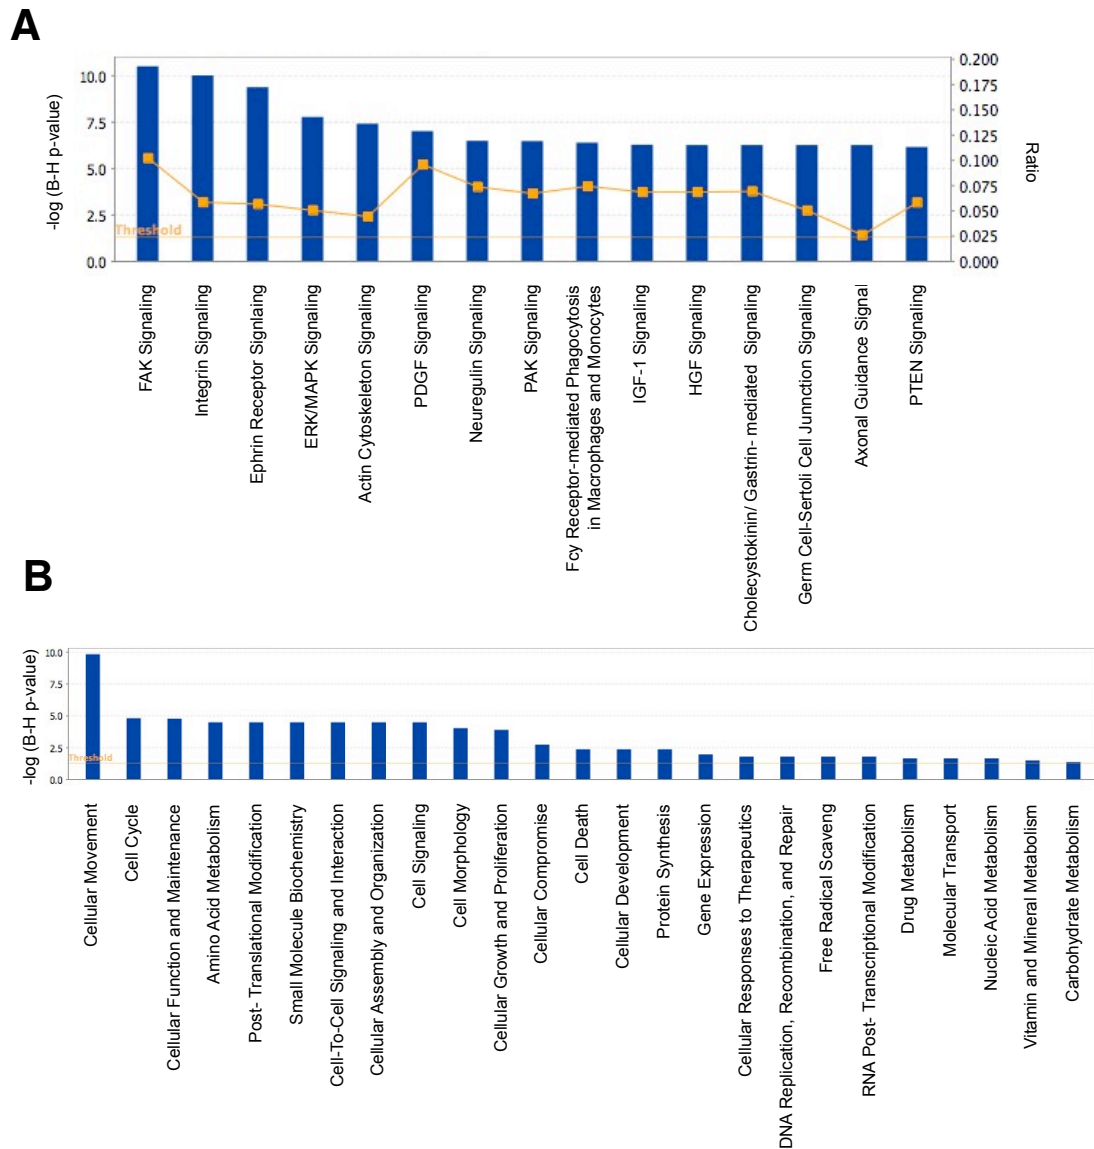 A
-log (B-H p-value)
10.0
7.5
5.0
2.5
0.0
Threshold
0.200
0.175
0.150
0.125
0.100
0.075
0.050
0.025
0.000
Ratio
FAK Signaling
Integrin Signaling
Ephrin Receptor Signlaing
ERK/MAPK Signaling
Actin Cytoskeleton Signaling
PDGF Signaling
Neuregulin Signaling
PAK Signaling
Fcy Receptor-mediated Phagocytosis
in Macrophages and Monocytes
IGF-1 Signaling
HGF Signaling
Cholecystokinin/ Gastrin- mediated Signaling
Germ Cell-Sertoli Cell Junnction Signaling
Axonal Guidance Signal
PTEN Signaling
B
-log (B-H p-value)
10.0
7.5
5.0
2.5
0.0
Threshold
Cellular Movement
Cell Cycle
Cellular Function and Maintenance
Amino Acid Metabolism
Post- Translational Modification
Small Molecule Biochemistry
Cell-To-Cell Signaling and Interaction
Cellular Assembly and Organization
Cell Signaling
Cell Morphology
Cellular Growth and Proliferation
Cellular Compromise
Cell Death
Cellular Development
Protein Synthesis
Gene Expression
Cellular Responses to Therapeutics
DNA Replication, Recombination, and Repair
Free Radical Scaveng
RNA Post- Transcriptional Modification
Drug Metabolism
Molecular Transport
Nucleic Acid Metabolism
Vitamin and Mineral Metabolism
Carbohydrate Metabolism